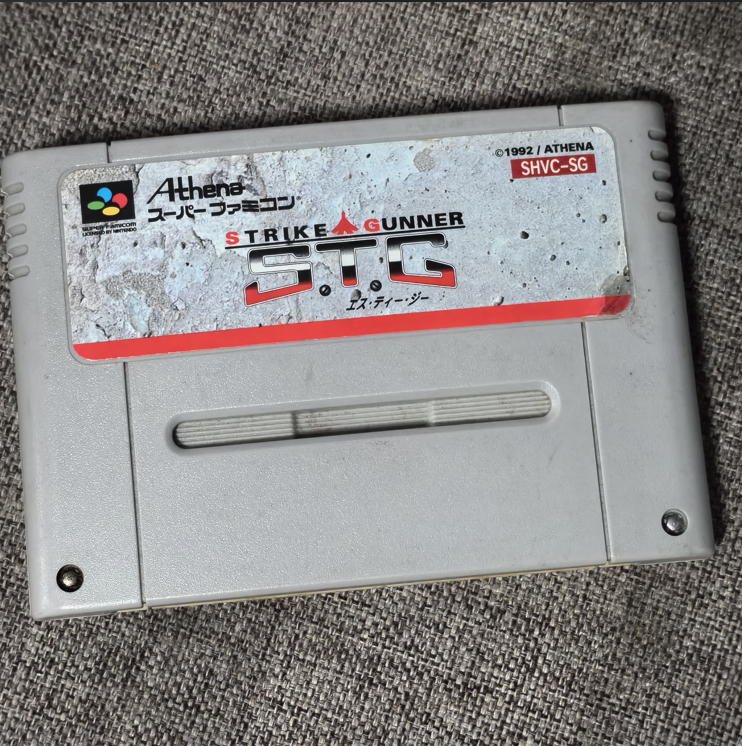 ©1992 / ATHENA
SHVC-SG
Athena
スーパーファミコン
SUPER FAMICOM
LICENSED BY NINTENDO
STRIKE GUNNER
S.T.G
エス・ティー・ジー